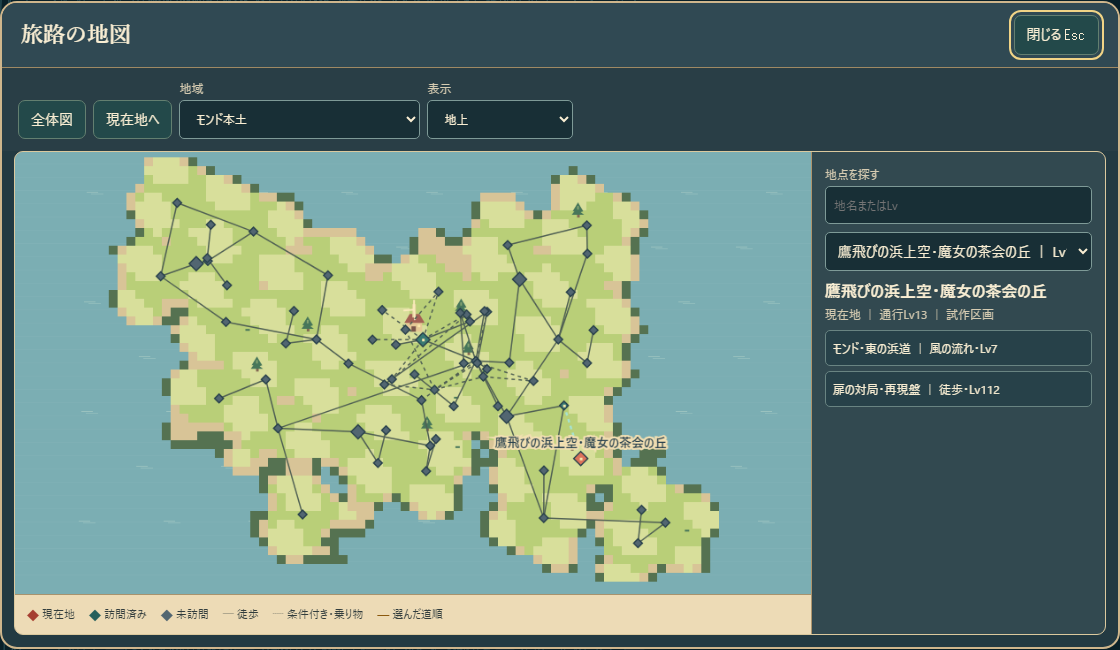 旅路の地図
閉じる Esc
地域
表示
全体図
現在地へ
モンド本土
地上
地点を探す
地名またはLv
鷹飛びの浜上空・魔女の茶会の丘 ｜ Lv
鷹飛びの浜上空・魔女の茶会の丘
現在地 ｜ 通行Lv13 ｜ 試作区画
モンド・東の浜道 ｜ 風の流れ・Lv7
扉の対局・再現盤 ｜ 徒歩・Lv112
鷹飛びの浜上空・魔女の茶会の丘
現在地
訪問済み
未訪問
徒歩
条件付き・乗り物
選んだ道順